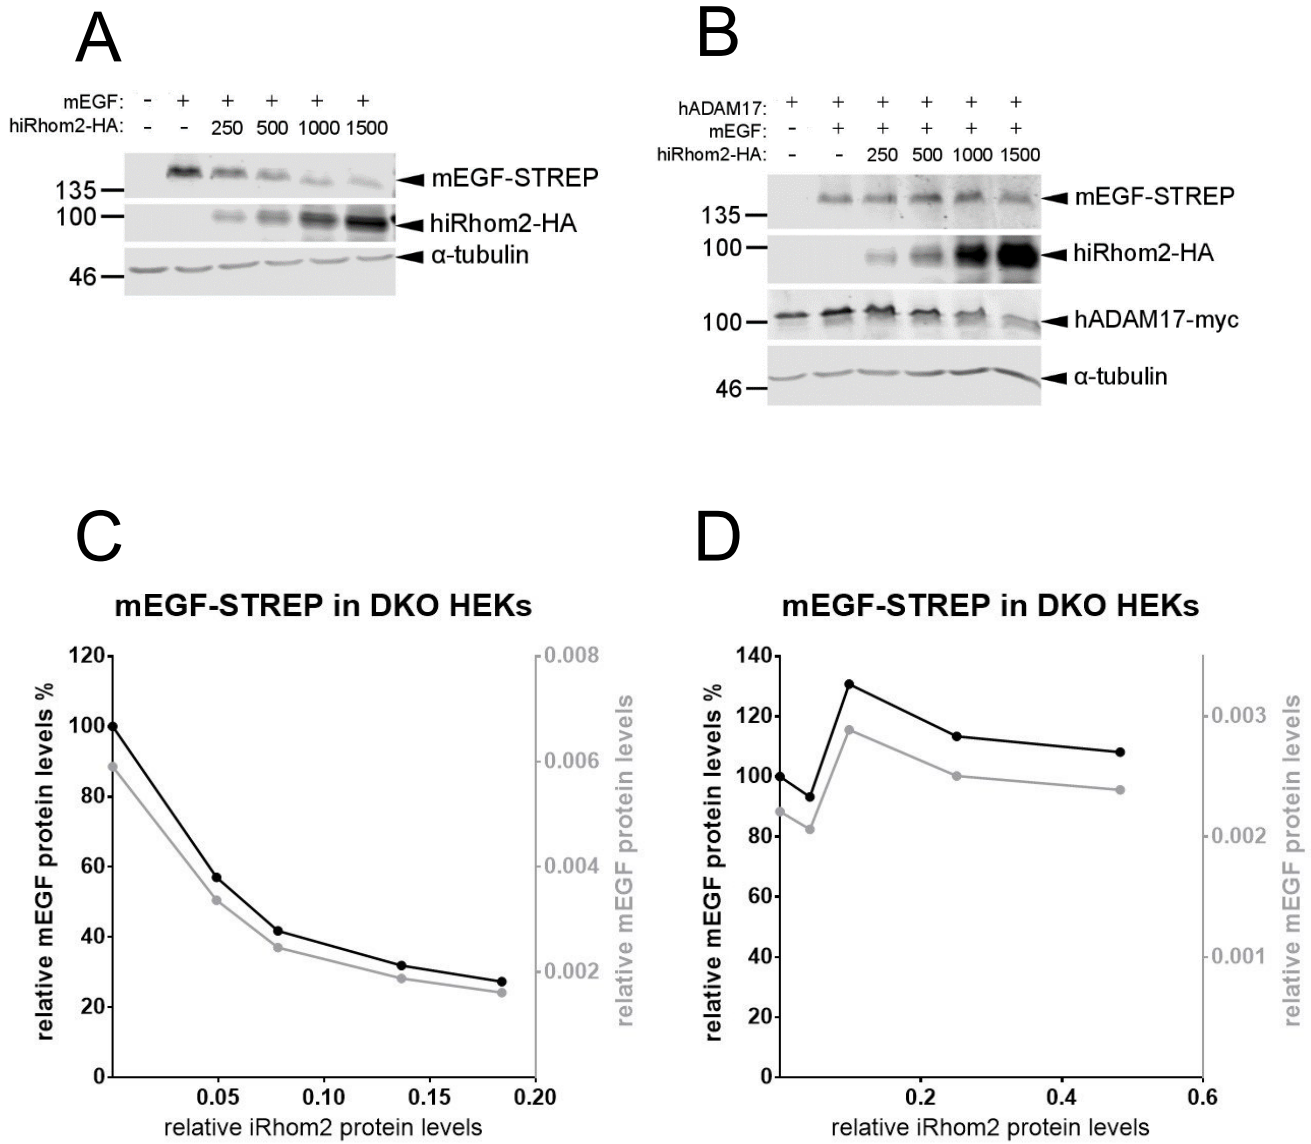 A
mEGF: - + + + + +
hiRhom2-HA: - - 250 500 1000 1500
mEGF-STREP
135
100
hiRhom2-HA
α-tubulin
46
B
hADAM17: + + + + + +
mEGF: - + + + + +
hiRhom2-HA: - - 250 500 1000 1500
mEGF-STREP
135
100
hiRhom2-HA
100
hADAM17-myc
α-tubulin
46
C
mEGF-STREP in DKO HEKs
relative mEGF protein levels %
120
100
80
60
40
20
0
0.008
0.006
0.004
0.002
relative mEGF protein levels
0.05 0.10 0.15 0.20
relative iRhom2 protein levels
D
mEGF-STREP in DKO HEKs
relative mEGF protein levels %
140
120
100
80
60
40
20
0
0.003
0.002
0.001
relative mEGF protein levels
0.2 0.4 0.6
relative iRhom2 protein levels